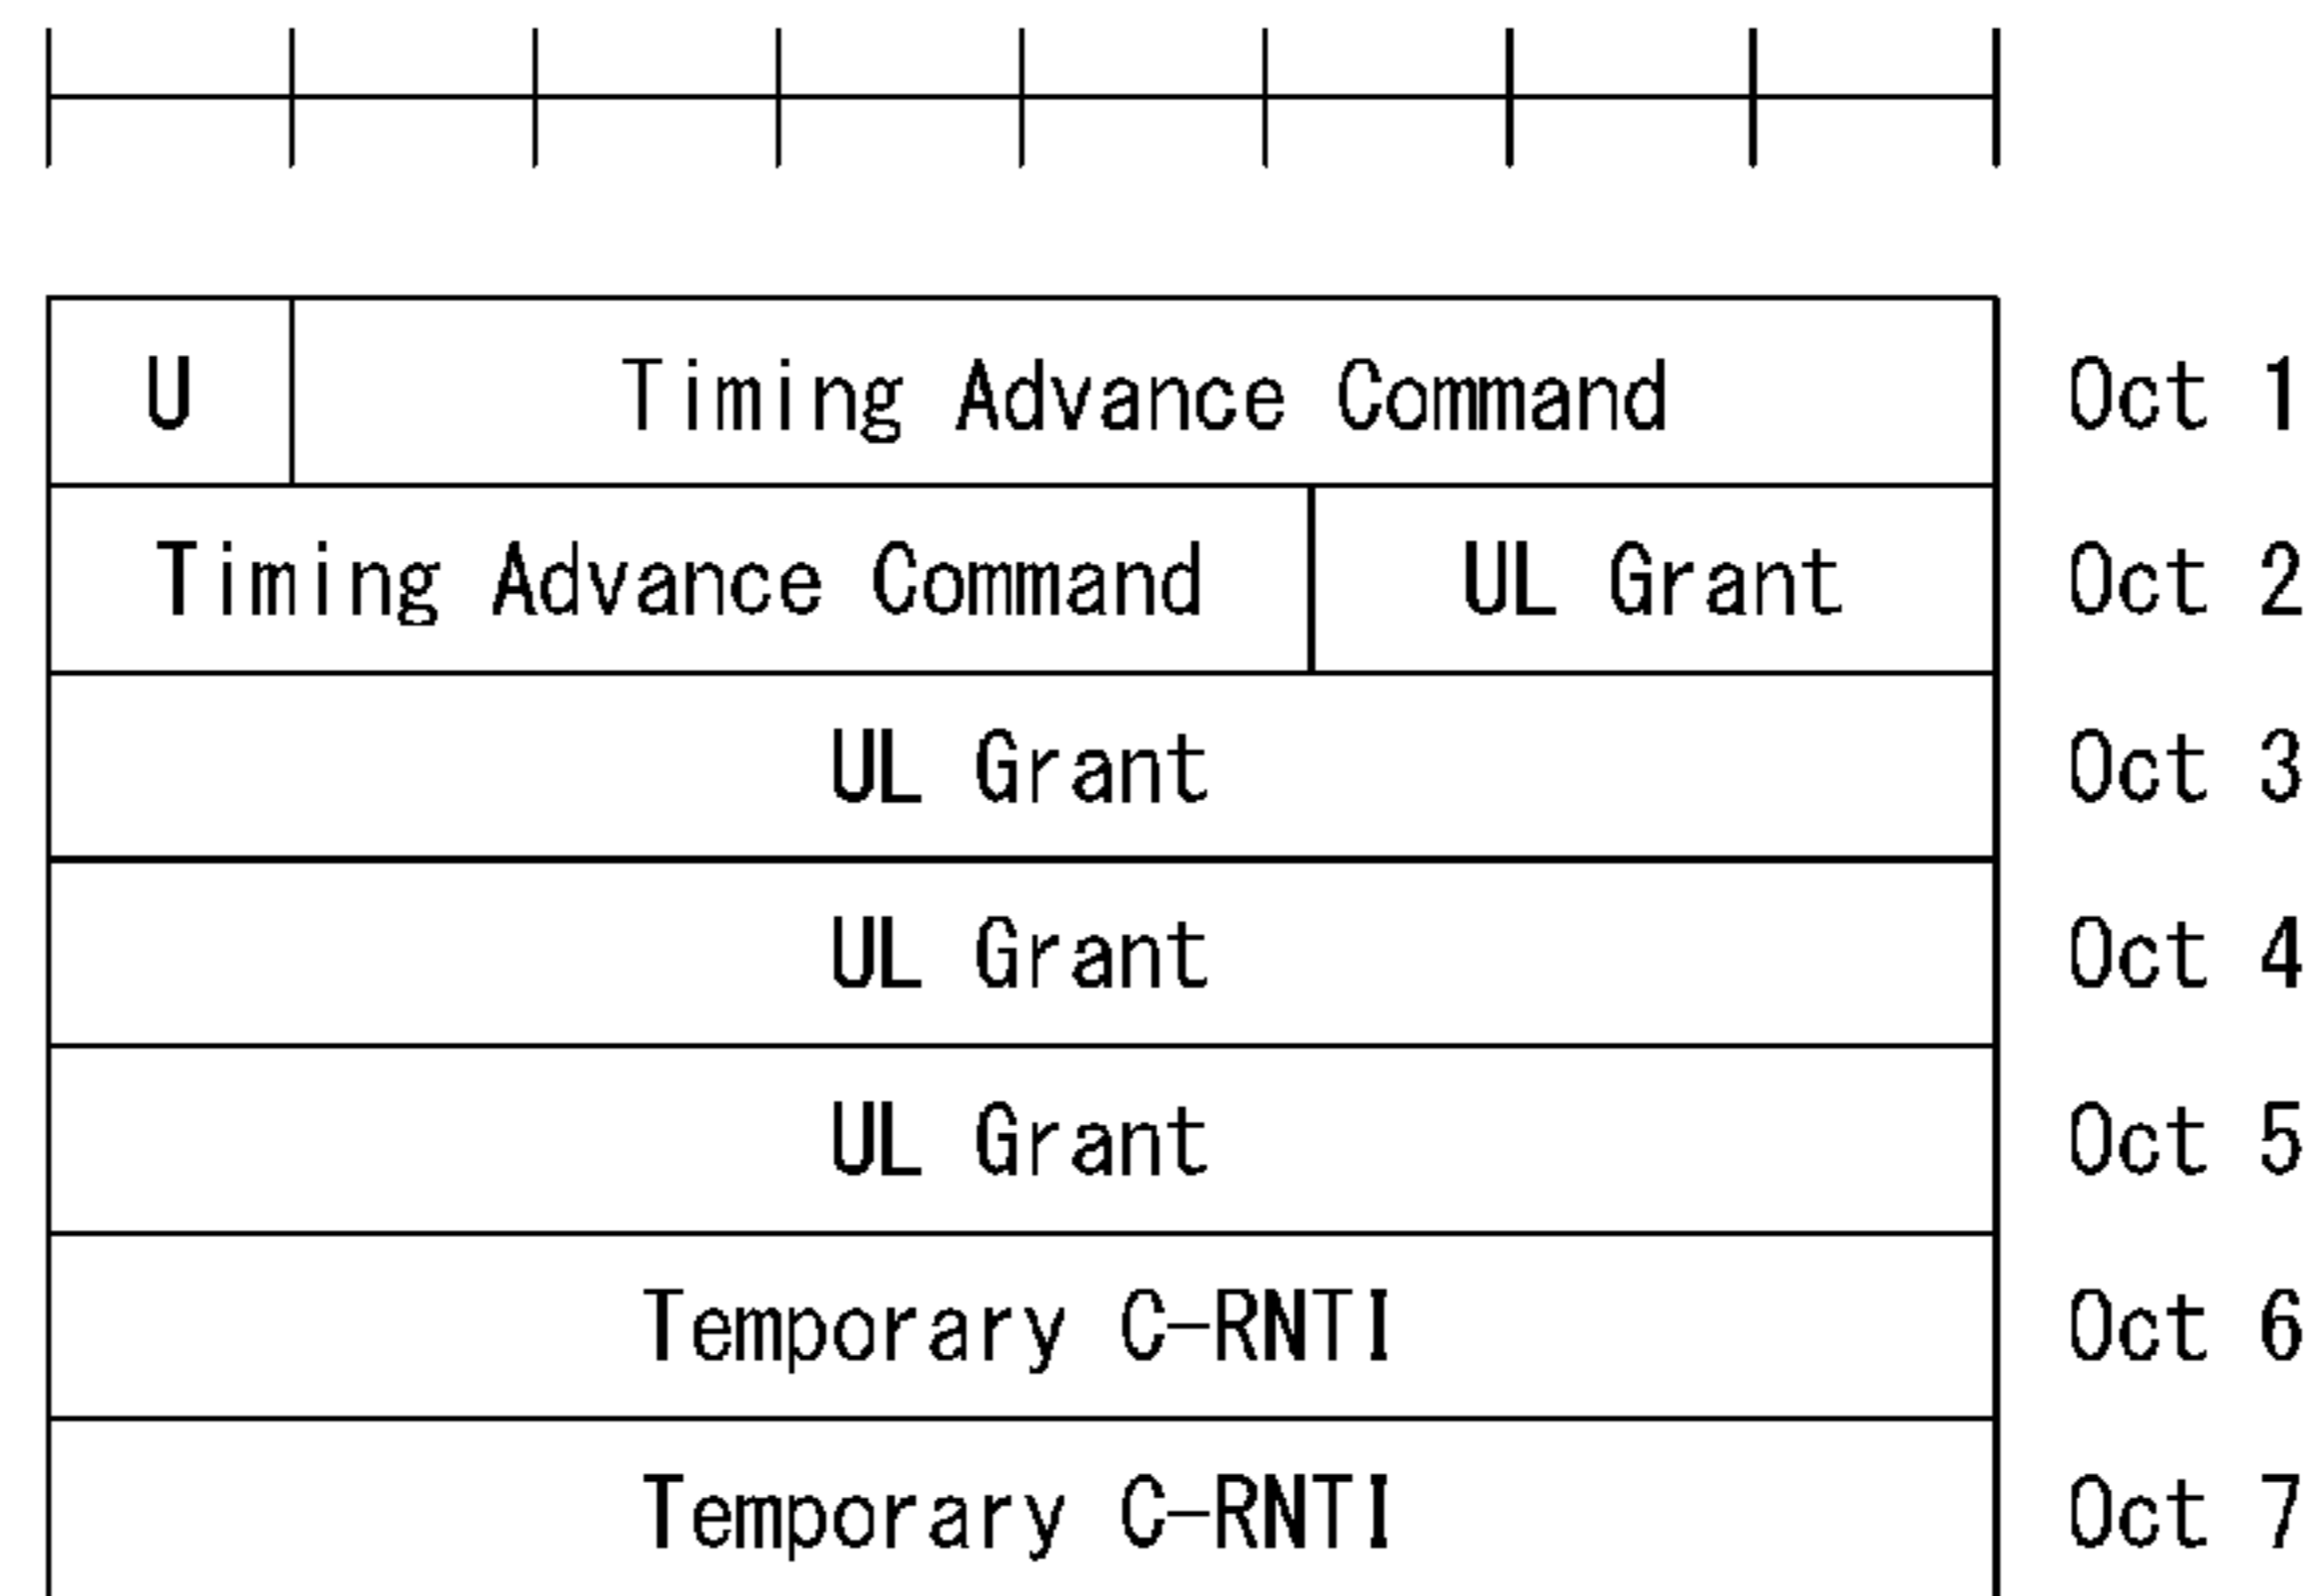 U Timing Advance Command Oct 1
Timing Advance Command UL Grant Oct 2
UL Grant Oct 3
UL Grant Oct 4
UL Grant Oct 5
Temporary C-RNTI Oct 6
Temporary C-RNTI Oct 7